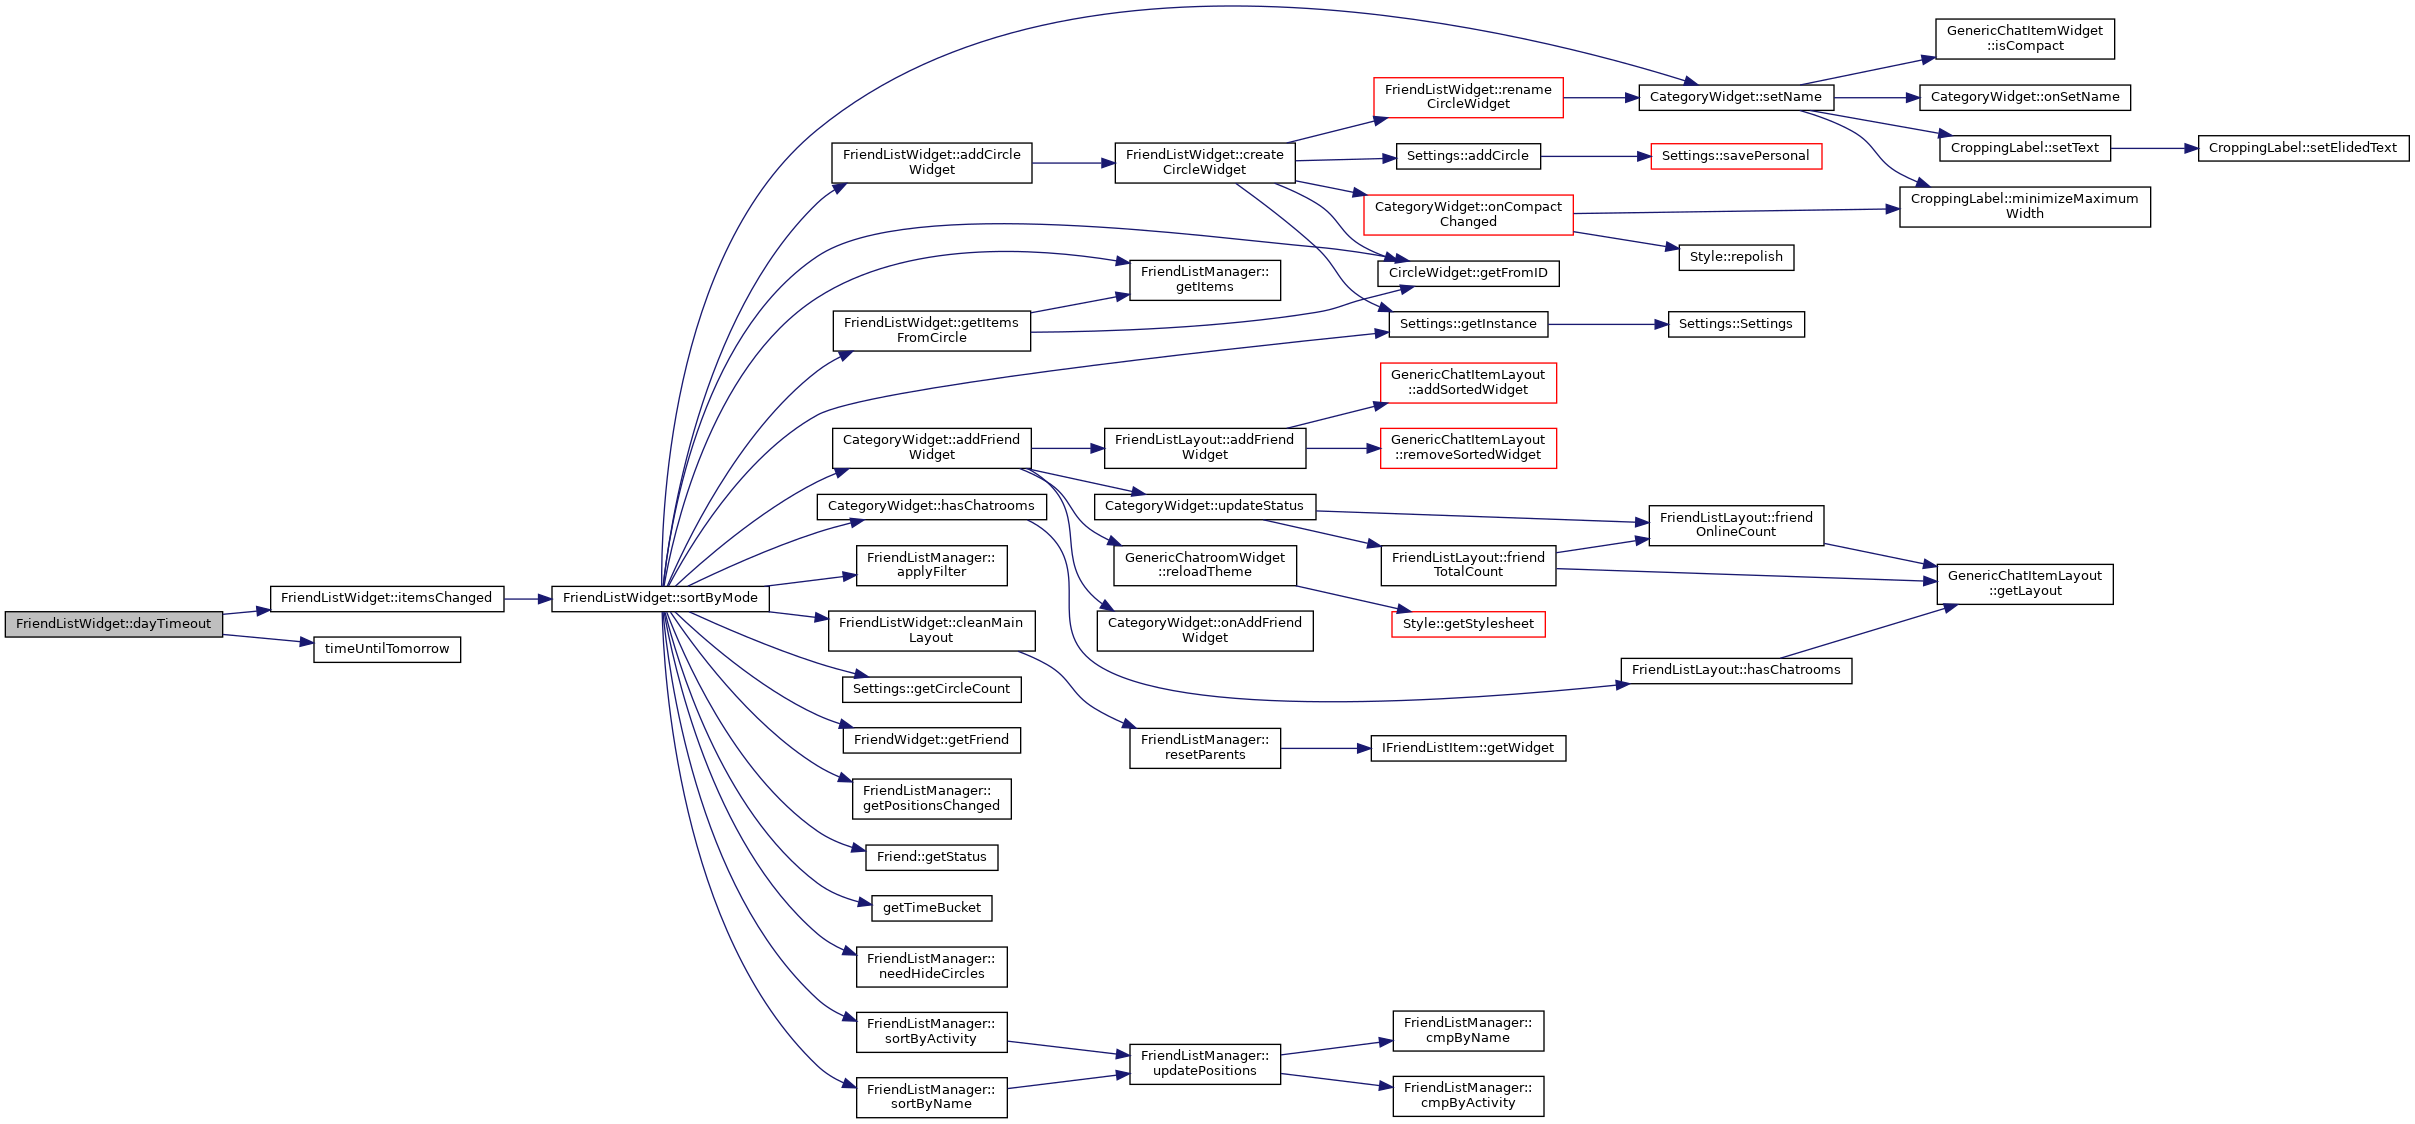 FriendListWidget::dayTimeout
FriendListWidget::itemsChanged
timeUntilTomorrow
FriendListWidget::sortByMode
FriendListWidget::addCircle
Widget
FriendListWidget::getItems
FromCircle
CategoryWidget::addFriend
Widget
CategoryWidget::hasChatrooms
FriendListManager::
applyFilter
FriendListWidget::cleanMain
Layout
Settings::getCircleCount
FriendWidget::getFriend
FriendListManager::
getPositionsChanged
Friend::getStatus
getTimeBucket
FriendListManager::
needHideCircles
FriendListManager::
sortByActivity
FriendListManager::
sortByName
FriendListWidget::create
CircleWidget
FriendListManager::
getItems
FriendListLayout::addFriend
Widget
CategoryWidget::updateStatus
GenericChatroomWidget
::reloadTheme
CategoryWidget::onAddFriend
Widget
FriendListManager::
resetParents
FriendListManager::
updatePositions
FriendListWidget::rename
CircleWidget
Settings::addCircle
CategoryWidget::onCompact
Changed
CircleWidget::getFromID
Settings::getInstance
GenericChatItemLayout
::addSortedWidget
GenericChatItemLayout
::removeSortedWidget
FriendListLayout::friend
TotalCount
Style::getStylesheet
IFriendListItem::getWidget
FriendListManager::
cmpByName
FriendListManager::
cmpByActivity
CategoryWidget::setName
Settings::savePersonal
Style::repolish
Settings::Settings
FriendListLayout::friend
OnlineCount
FriendListLayout::hasChatrooms
GenericChatItemWidget
::isCompact
CategoryWidget::onSetName
CroppingLabel::setText
CroppingLabel::minimizeMaximum
Width
GenericChatItemLayout
::getLayout
CroppingLabel::setElidedText